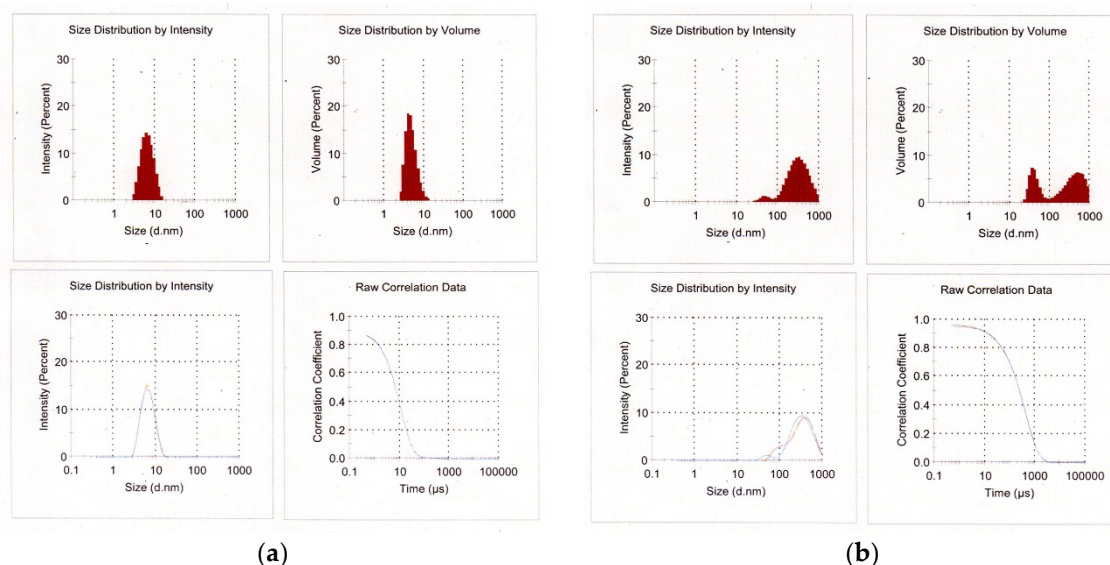 Size Distribution by Intensity
Intensity (Percent)
30
20
10
0
1 10 100 1000
Size (d.nm)
Size Distribution by Volume
Volume (Percent)
30
20
10
0
1 10 100 1000
Size (d.nm)
Size Distribution by Intensity
Intensity (Percent)
30
20
10
0
0.1 1 10 100 1000
Size (d.nm)
Raw Correlation Data
Correlation Coefficient
1.0
0.8
0.6
0.4
0.2
0.0
0.1 10 1000 100000
Time (µs)
(a)
Size Distribution by Intensity
Intensity (Percent)
30
20
10
0
1 10 100 1000
Size (d.nm)
Size Distribution by Volume
Volume (Percent)
30
20
10
0
1 10 100 1000
Size (d.nm)
Size Distribution by Intensity
Intensity (Percent)
30
20
10
0
0.1 1 10 100 1000
Size (d.nm)
Raw Correlation Data
Correlation Coefficient
1.0
0.8
0.6
0.4
0.2
0.0
0.1 10 1000 100000
Time (µs)
(b)